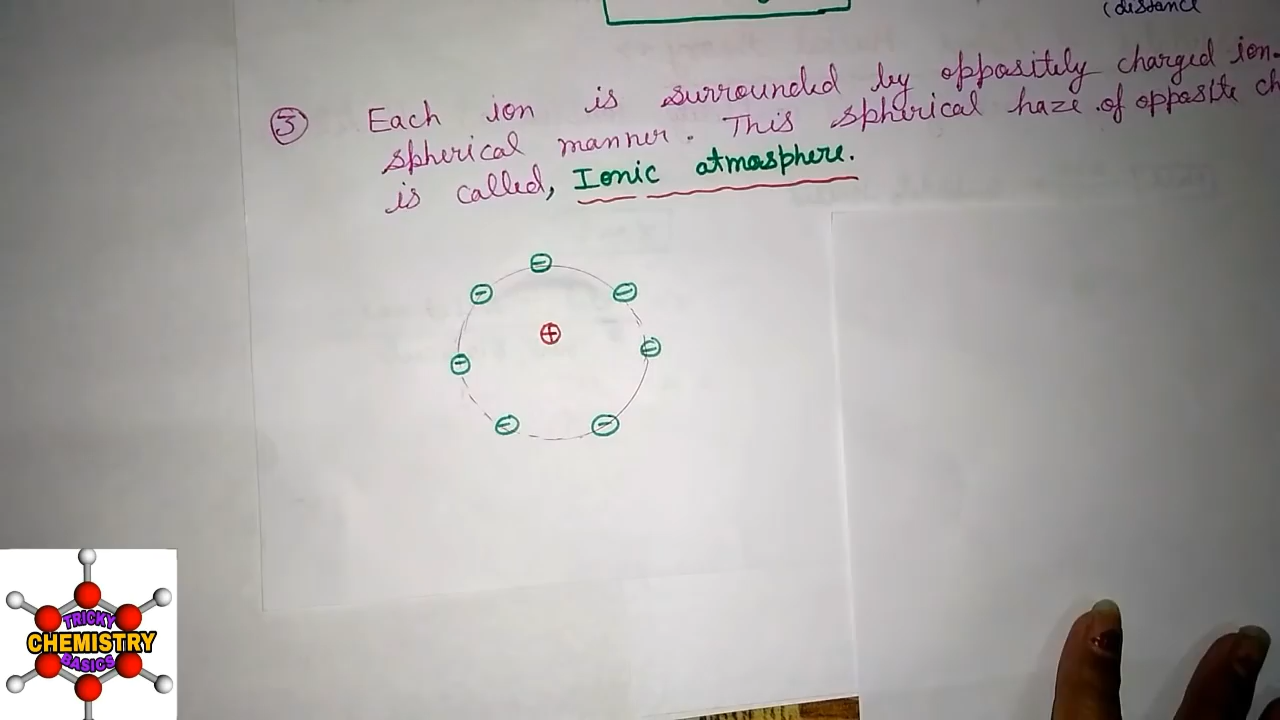 (distance
③ Each ion is surrounded by oppositely charged ion
spherical manner. This spherical haze of opposite ch
is called, Ionic atmosphere.
⊖
⊖ ⊖
⊕
⊖
⊖
⊖ ⊖
TRICKY
CHEMISTRY
BASICS